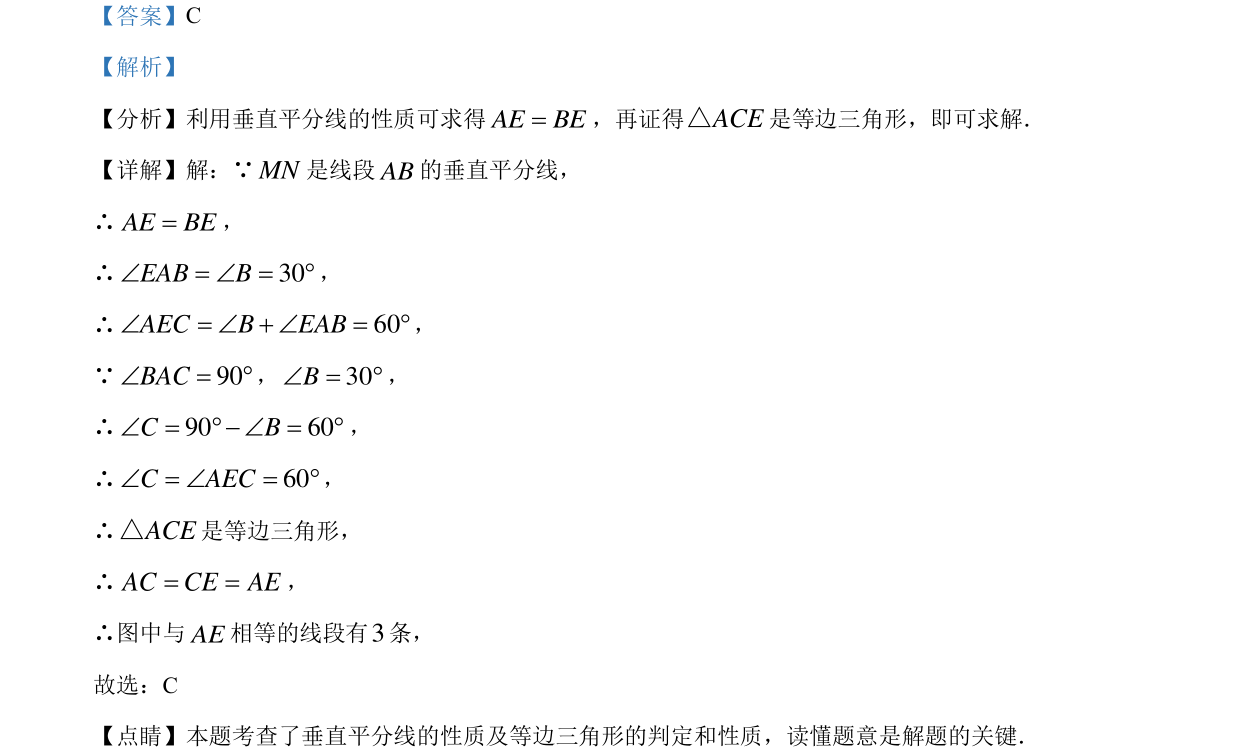 【答案】C
【解析】
【分析】利用垂直平分线的性质可求得 AE = BE，再证得△ACE 是等边三角形，即可求解．
【详解】解：∵ MN 是线段 AB 的垂直平分线，
∴ AE = BE，
∴ ∠EAB = ∠B = 30°，
∴ ∠AEC = ∠B + ∠EAB = 60°，
∵ ∠BAC = 90°，∠B = 30°，
∴ ∠C = 90° − ∠B = 60°，
∴ ∠C = ∠AEC = 60°，
∴ △ACE 是等边三角形，
∴ AC = CE = AE，
∴图中与 AE 相等的线段有 3 条，
故选：C
【点睛】本题考查了垂直平分线的性质及等边三角形的判定和性质，读懂题意是解题的关键．